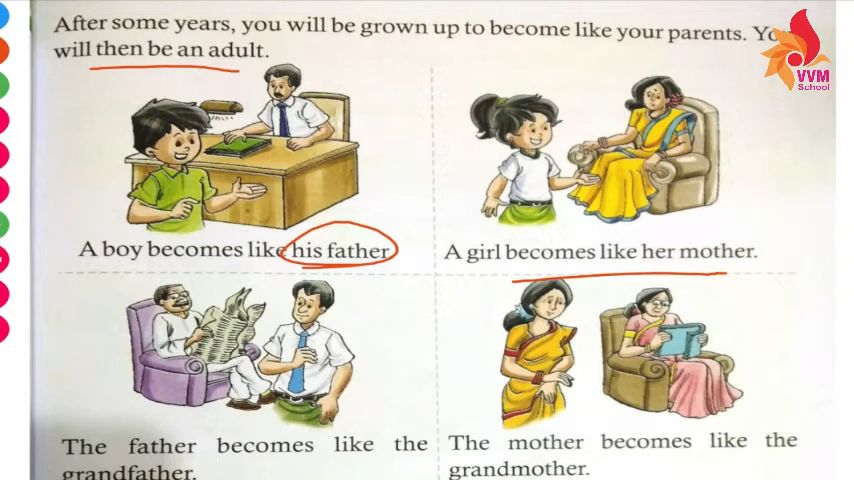 After some years, you will be grown up to become like your parents. You
will then be an adult.
VVM
School
A boy becomes like his father
A girl becomes like her mother.
The father becomes like the
grandfather.
The mother becomes like the
grandmother.